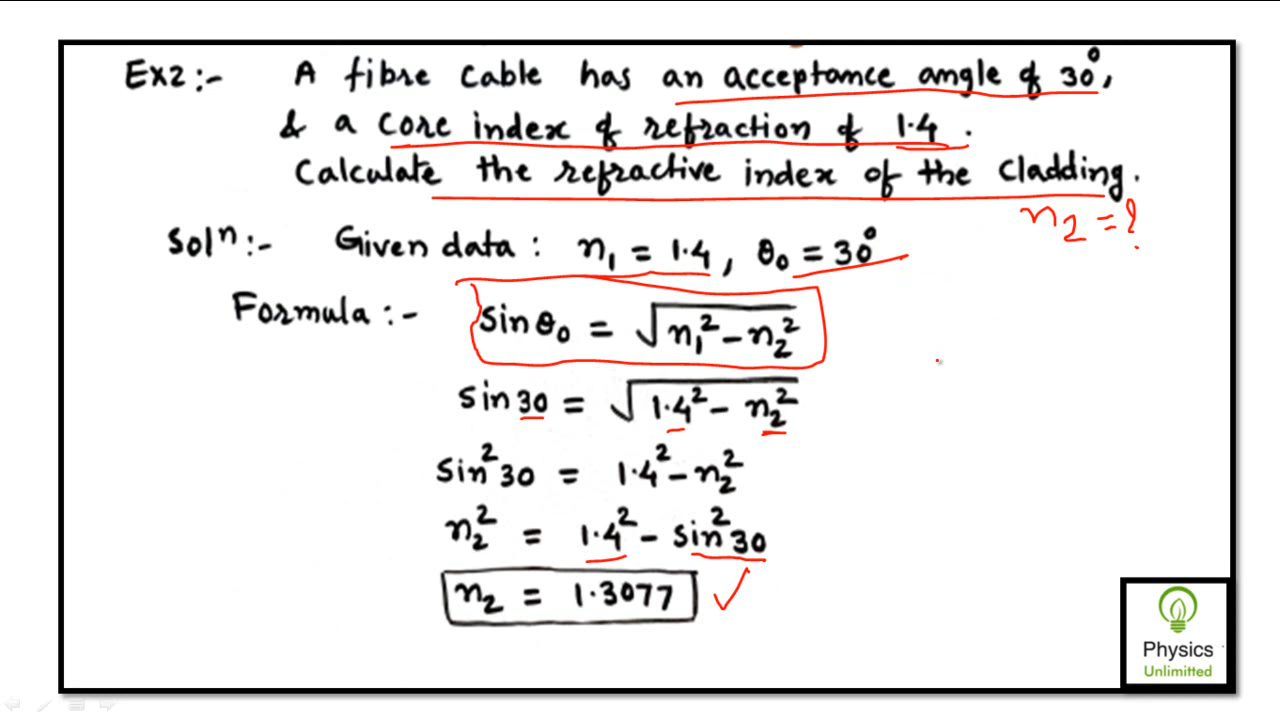 Ex2:- A fibre cable has an acceptance angle of 30°,
& a core index of refraction of 1.4.
Calculate the refractive index of the cladding.
n₂ = ?
Solⁿ:- Given data: n₁ = 1.4, θ₀ = 30°
Formula:- sin θ₀ = √(n₁² – n₂²)
sin 30 = √(1.4² – n₂²)
sin² 30 = 1.4² – n₂²
n₂² = 1.4² – sin² 30
n₂ = 1.3077 ✓
Physics
Unlimitted